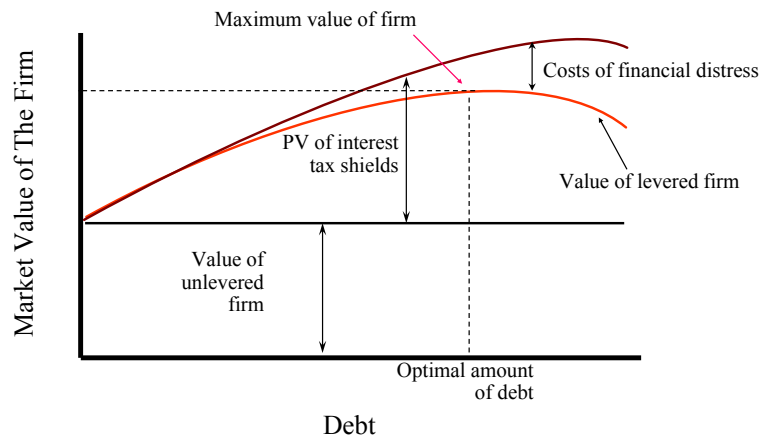 Maximum value of firm
Costs of financial distress
Market Value of The Firm
PV of interest
tax shields
Value of levered firm
Value of
unlevered
firm
Optimal amount
of debt
Debt